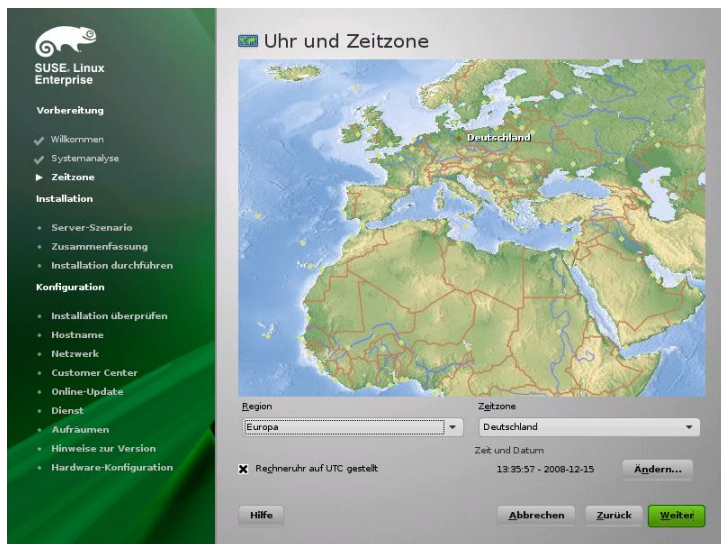 SUSE. Linux
Enterprise
Vorbereitung
Willkommen
Systemanalyse
Zeitzone
Installation
Server-Szenario
Zusammenfassung
Installation durchführen
Konfiguration
Installation überprüfen
Hostname
Netzwerk
Customer Center
Online-Update
Dienst
Aufräumen
Hinweise zur Version
Hardware-Konfiguration
Uhr und Zeitzone
Deutschland
Region
Zeitzone
Europa
Deutschland
Zeit und Datum
Rechneruhr auf UTC gestellt
13:35:57 - 2008-12-15
Ändern...
Hilfe
Abbrechen
Zurück
Weiter